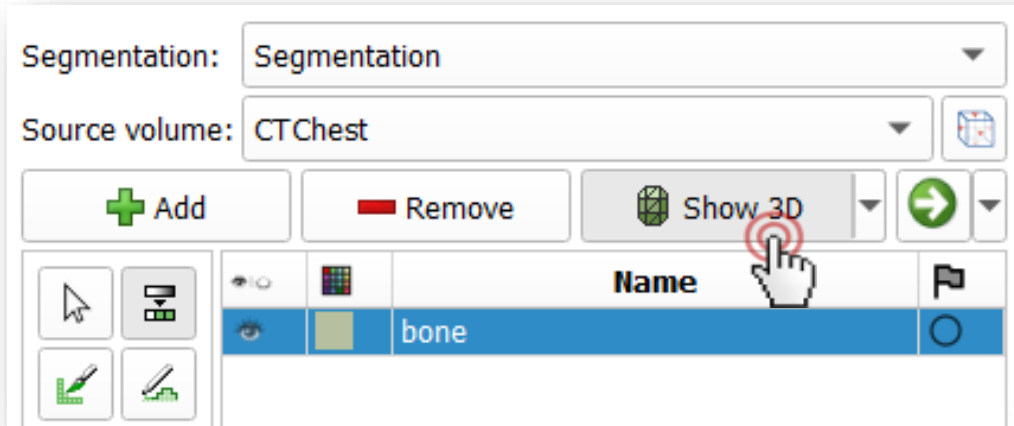 Segmentation: Segmentation
Source volume: CTChest
Add Remove Show 3D
Name
bone